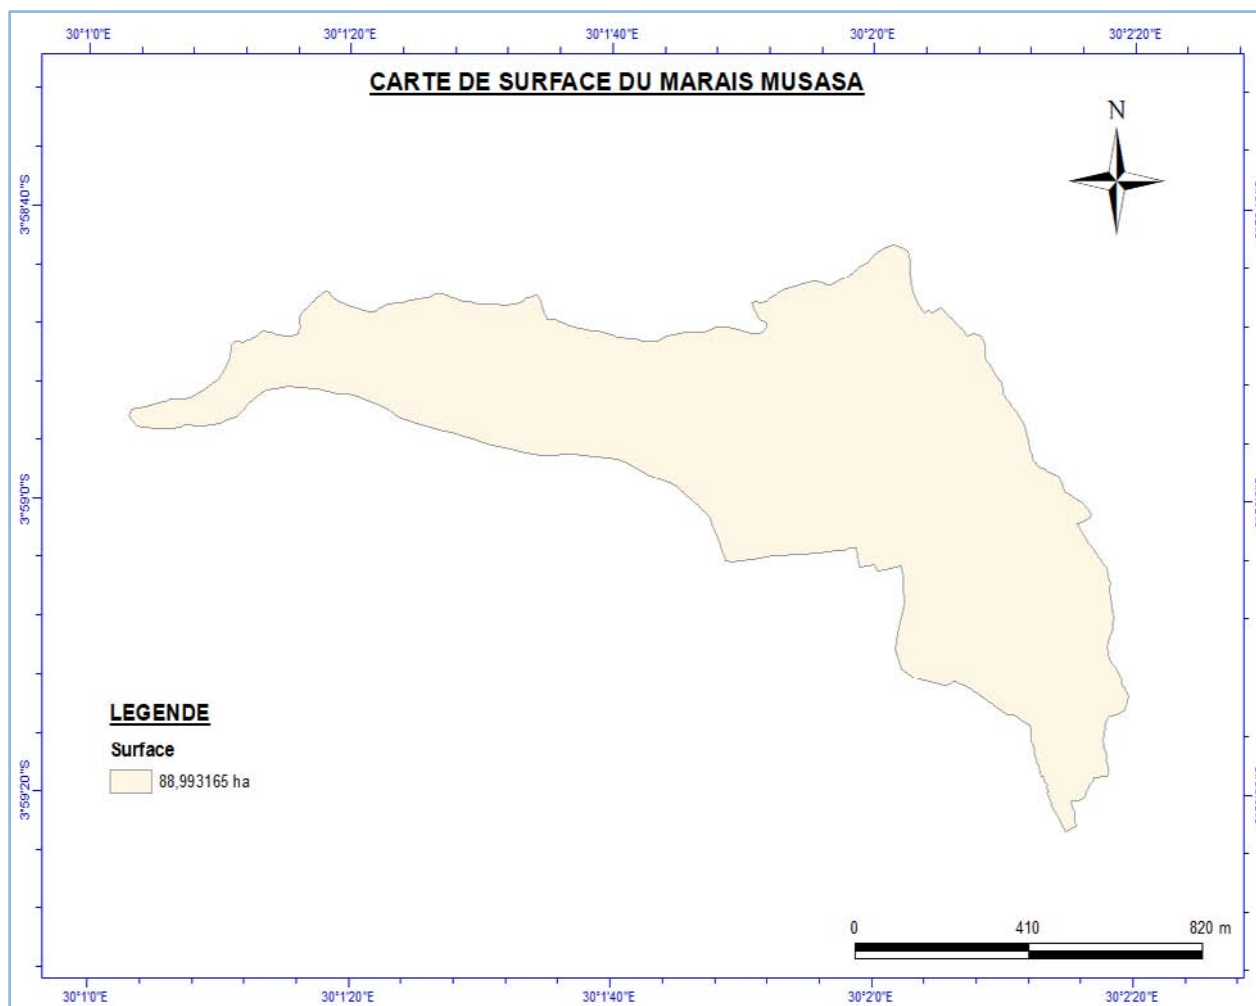 30°1'0"E 30°1'20"E 30°1'40"E 30°2'0"E 30°2'20"E
CARTE DE SURFACE DU MARAIS MUSASA
N
3°58'40"S
3°59'0"S
3°59'20"S
LEGENDE
Surface
88,993165 ha
0 410 820 m
30°1'0"E 30°1'20"E 30°1'40"E 30°2'0"E 30°2'20"E